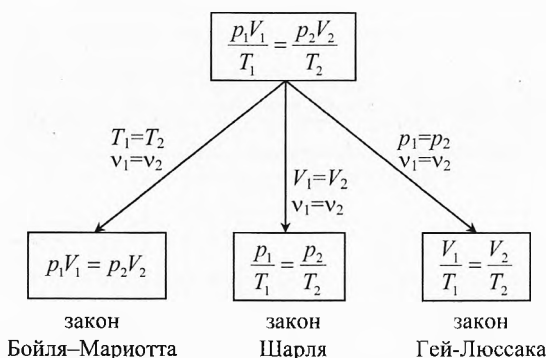 p₁V₁/T₁ = p₂V₂/T₂
T₁=T₂
ν₁=ν₂
V₁=V₂
ν₁=ν₂
p₁=p₂
ν₁=ν₂
p₁V₁ = p₂V₂
p₁/T₁ = p₂/T₂
V₁/T₁ = V₂/T₂
закон
Бойля–Мариотта
закон
Шарля
закон
Гей-Люссака